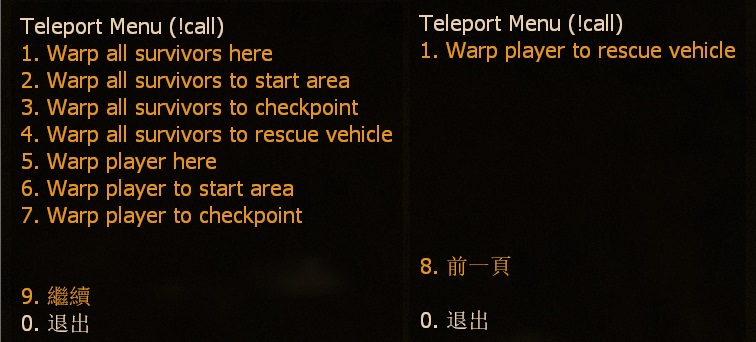 Teleport Menu (!call)
1. Warp all survivors here
2. Warp all survivors to start area
3. Warp all survivors to checkpoint
4. Warp all survivors to rescue vehicle
5. Warp player here
6. Warp player to start area
7. Warp player to checkpoint
9. 繼續
0. 退出
Teleport Menu (!call)
1. Warp player to rescue vehicle
8. 前一頁
0. 退出